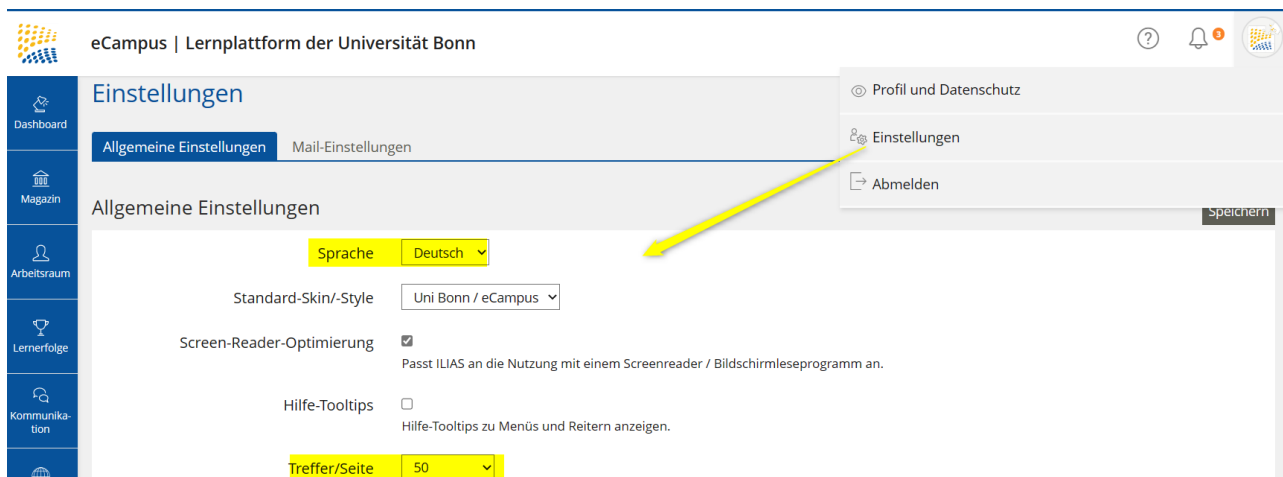 eCampus | Lernplattform der Universität Bonn
3
Profil und Datenschutz
Einstellungen
Abmelden
Dashboard
Magazin
Arbeitsraum
Lernerfolge
Kommunika-
tion
Einstellungen
Allgemeine Einstellungen Mail-Einstellungen
Allgemeine Einstellungen
Speichern
Sprache Deutsch
Standard-Skin/-Style Uni Bonn / eCampus
Screen-Reader-Optimierung
Passt ILIAS an die Nutzung mit einem Screenreader / Bildschirmleseprogramm an.
Hilfe-Tooltips
Hilfe-Tooltips zu Menüs und Reitern anzeigen.
Treffer/Seite 50